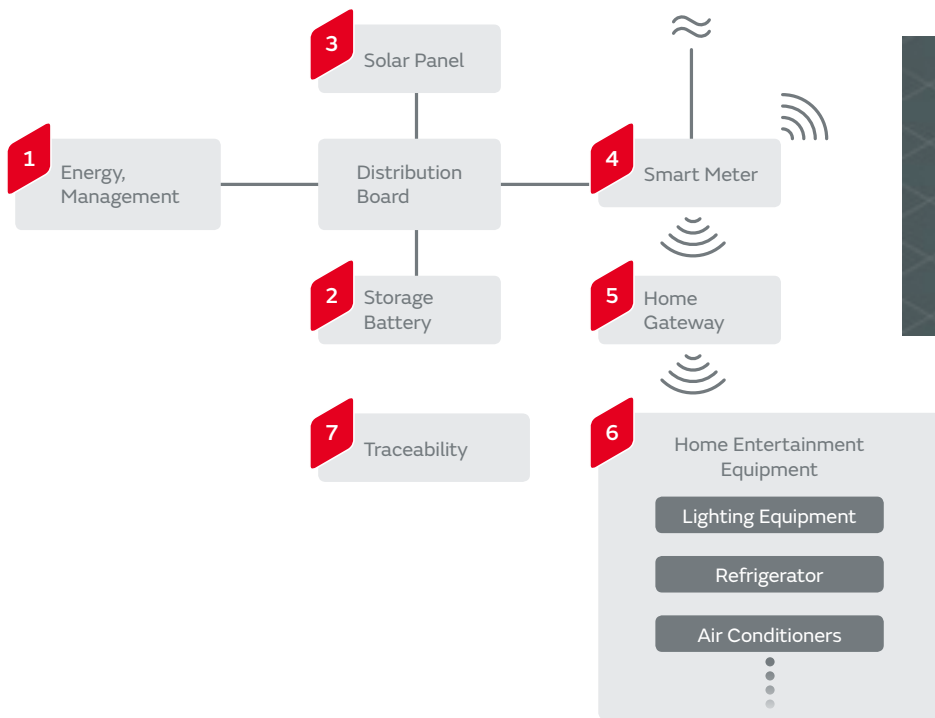 3
Solar Panel
1
Energy,
Management
Distribution
Board
4
Smart Meter
2
Storage
Battery
5
Home
Gateway
7
Traceability
6
Home Entertainment
Equipment
Lighting Equipment
Refrigerator
Air Conditioners